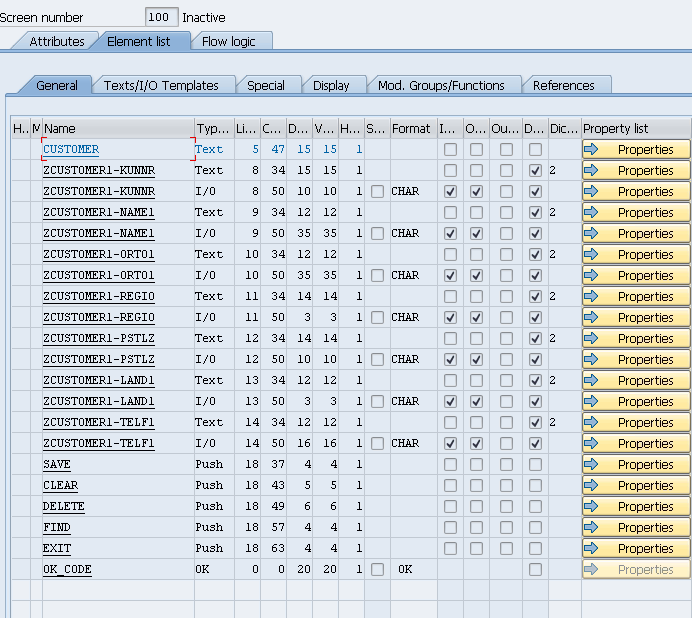 Screen number 100 Inactive
Attributes Element list Flow logic
General Texts/I/O Templates Special Display Mod. Groups/Functions References
H.. M Name Typ... Li... C... D... V... H... S... Format I... O... Ou... D... Dic... Property list
CUSTOMER Text 5 47 15 15 1 Properties
ZCUSTOMER1-KUNNR Text 8 34 15 15 1 2 Properties
ZCUSTOMER1-KUNNR I/O 8 50 10 10 1 CHAR Properties
ZCUSTOMER1-NAME1 Text 9 34 12 12 1 2 Properties
ZCUSTOMER1-NAME1 I/O 9 50 35 35 1 CHAR Properties
ZCUSTOMER1-ORT01 Text 10 34 12 12 1 2 Properties
ZCUSTOMER1-ORT01 I/O 10 50 35 35 1 CHAR Properties
ZCUSTOMER1-REGIO Text 11 34 14 14 1 2 Properties
ZCUSTOMER1-REGIO I/O 11 50 3 3 1 CHAR Properties
ZCUSTOMER1-PSTLZ Text 12 34 14 14 1 2 Properties
ZCUSTOMER1-PSTLZ I/O 12 50 10 10 1 CHAR Properties
ZCUSTOMER1-LAND1 Text 13 34 12 12 1 2 Properties
ZCUSTOMER1-LAND1 I/O 13 50 3 3 1 CHAR Properties
ZCUSTOMER1-TELF1 Text 14 34 12 12 1 2 Properties
ZCUSTOMER1-TELF1 I/O 14 50 16 16 1 CHAR Properties
SAVE Push 18 37 4 4 1 Properties
CLEAR Push 18 43 5 5 1 Properties
DELETE Push 18 49 6 6 1 Properties
FIND Push 18 57 4 4 1 Properties
EXIT Push 18 63 4 4 1 Properties
OK_CODE OK 0 0 20 20 1 OK Properties